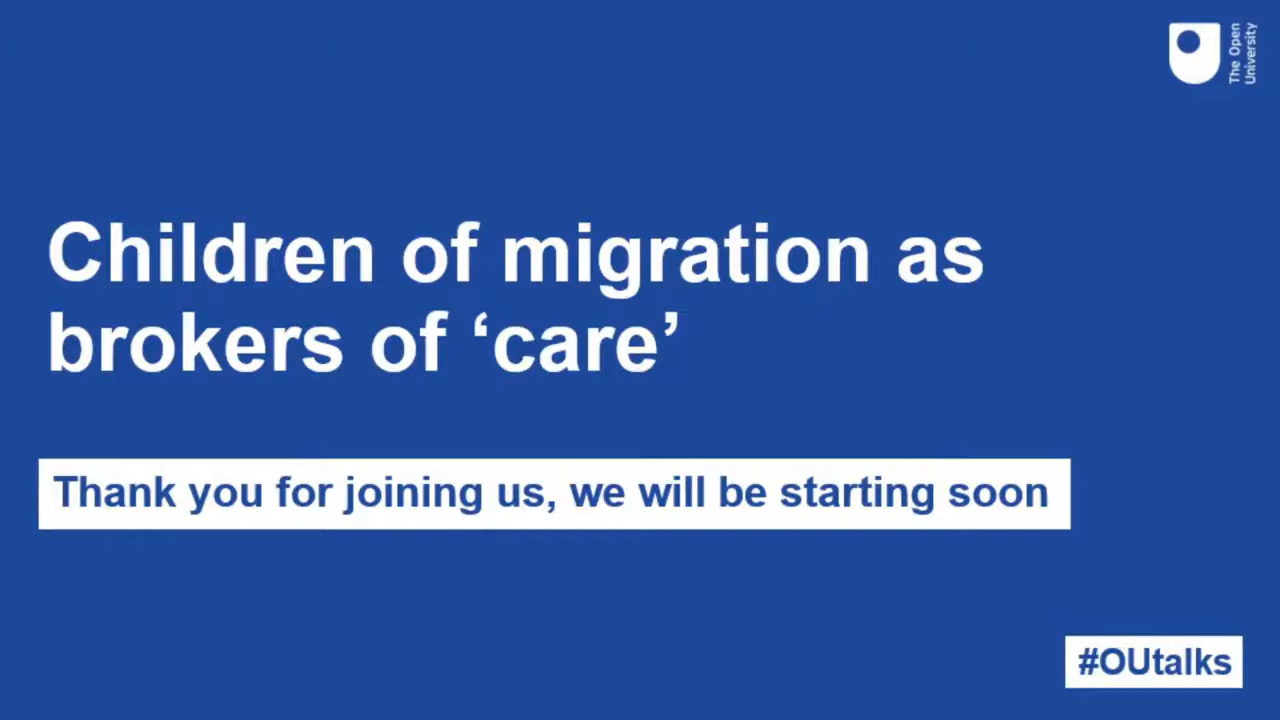 The Open
University
Children of migration as
brokers of ‘care’
Thank you for joining us, we will be starting soon
#OUtalks